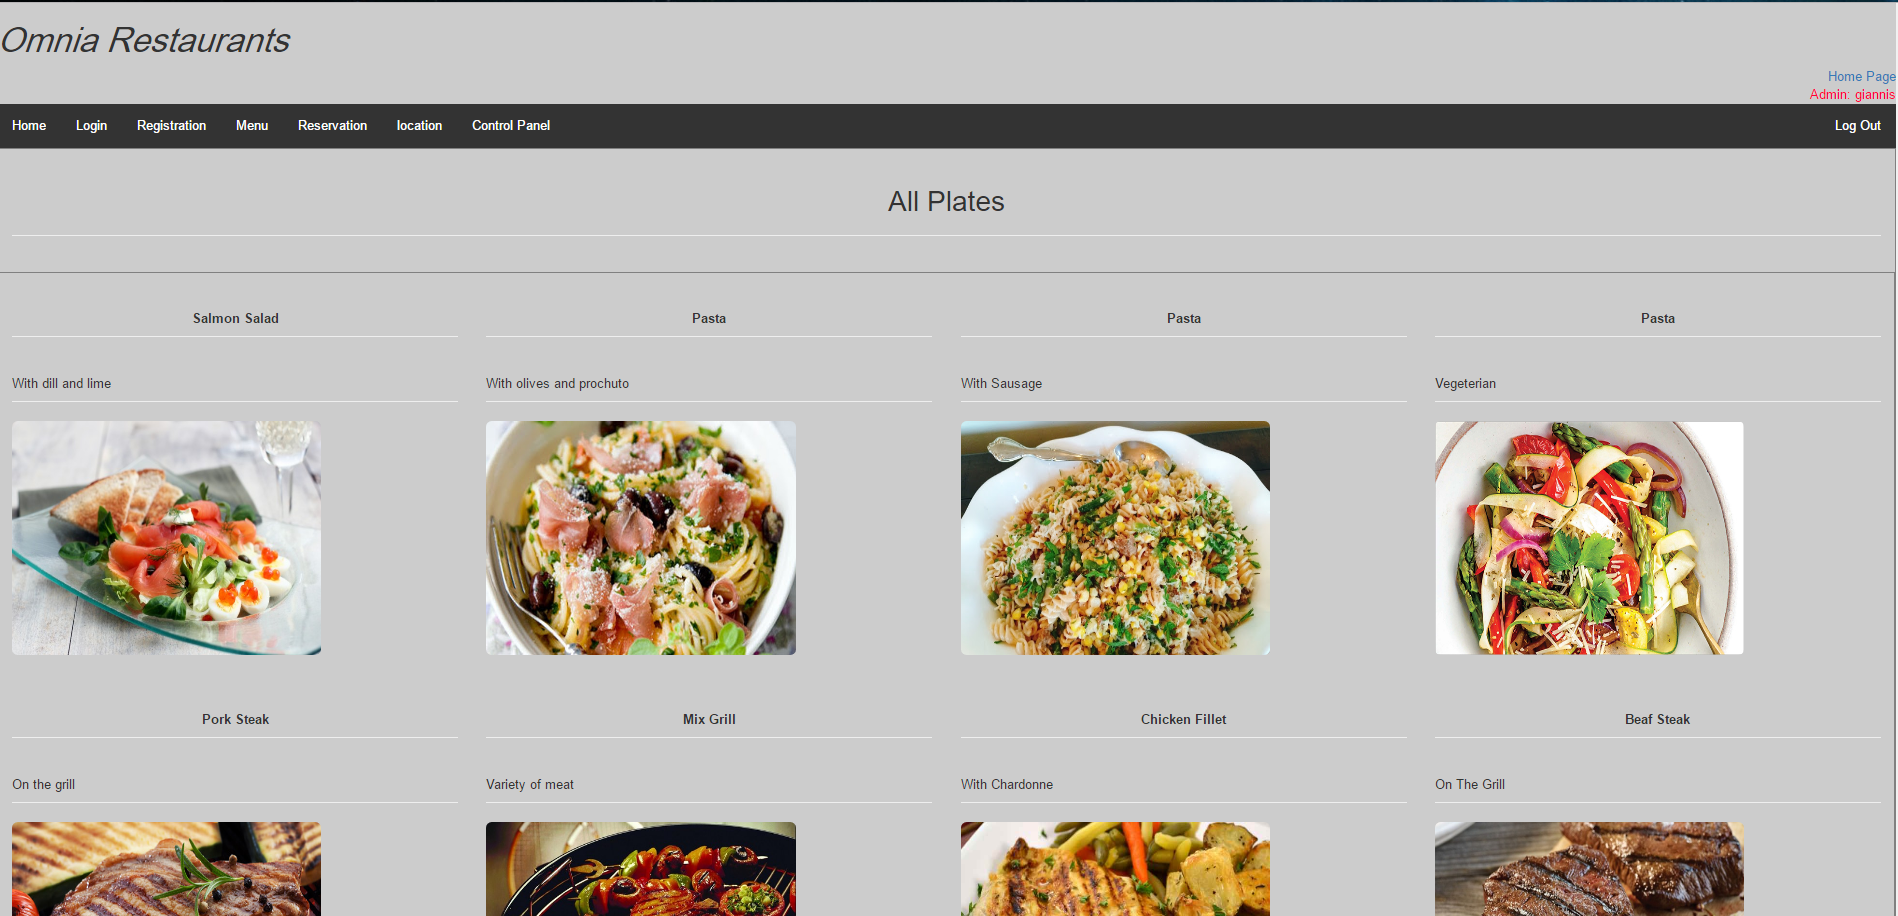 Omnia Restaurants
Home Page
Admin: giannis
Home Login Registration Menu Reservation location Control Panel Log Out
All Plates
Salmon Salad Pasta Pasta Pasta
With dill and lime With olives and prochuto With Sausage Vegeterian
Pork Steak Mix Grill Chicken Fillet Beaf Steak
On the grill Variety of meat With Chardonne On The Grill